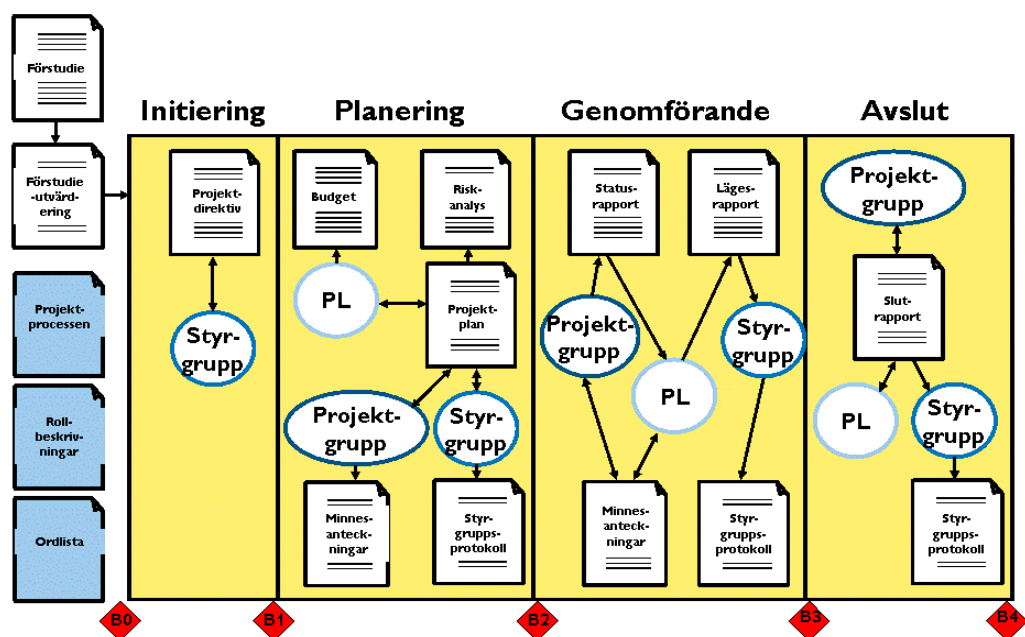 Förstudie
Förstudie
-utvärd-
ering
Projekt-
processen
Roll-
beskriv-
ningar
Ordlista
Initiering
Projekt-
direktiv
Styr-
grupp
Planering
Budget
Risk-
analys
PL
Projekt-
plan
Projekt-
grupp
Styr-
grupp
Minnes-
anteck-
ningar
Styr-
grupps-
protokoll
Genomförande
Status-
rapport
Läges-
rapport
Projekt-
grupp
Styr-
grupp
PL
Minnes-
anteck-
ningar
Styr-
grupps-
protokoll
Avslut
Projekt-
grupp
Slut-
rapport
PL
Styr-
grupp
Styr-
grupps-
protokoll
B0
B1
B2
B3
B4